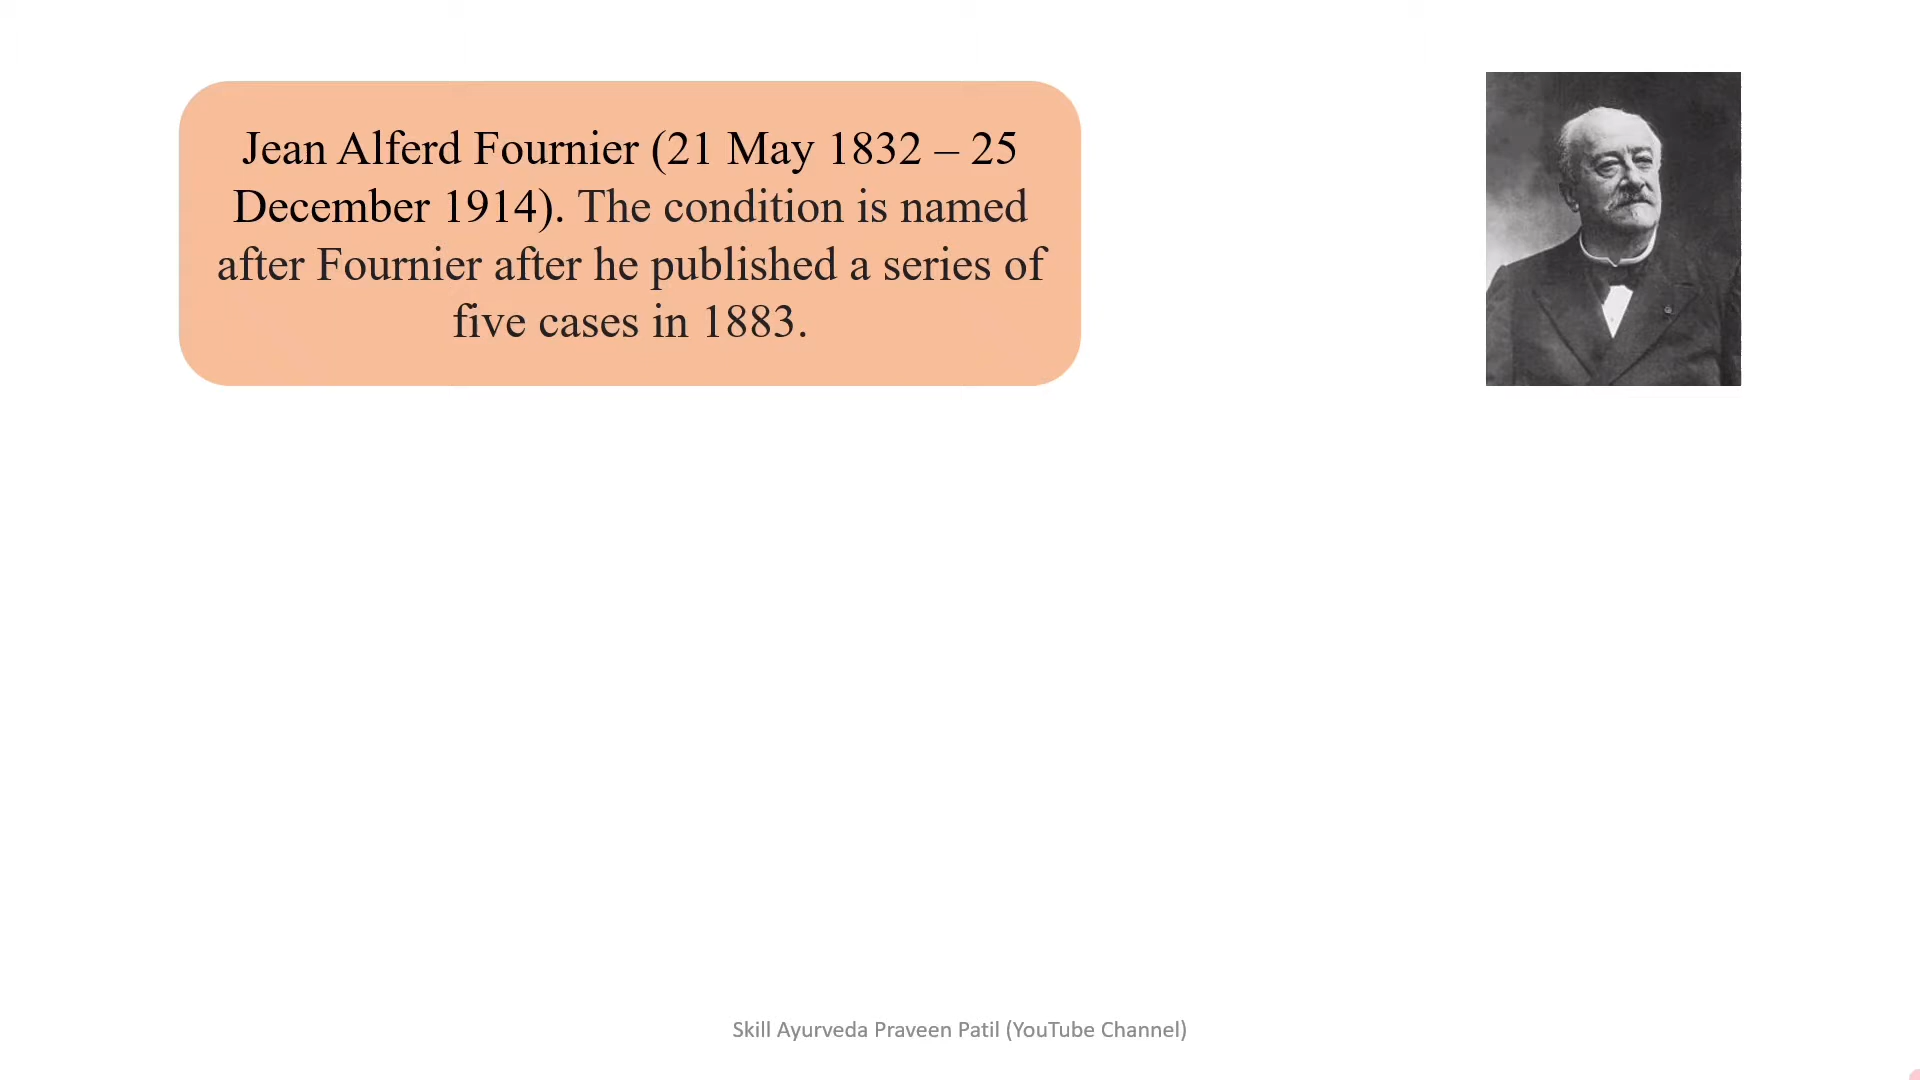 Jean Alferd Fournier (21 May 1832 – 25
December 1914). The condition is named
after Fournier after he published a series of
five cases in 1883.
Skill Ayurveda Praveen Patil (YouTube Channel)